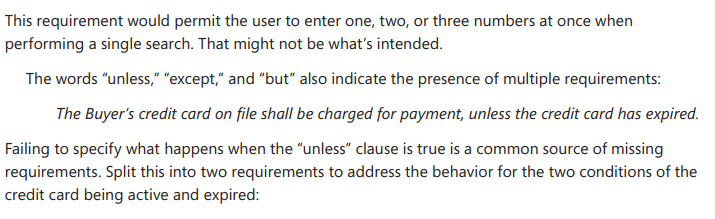 This requirement would permit the user to enter one, two, or three numbers at once when
performing a single search. That might not be what’s intended.
The words “unless,” “except,” and “but” also indicate the presence of multiple requirements:
The Buyer’s credit card on file shall be charged for payment, unless the credit card has expired.
Failing to specify what happens when the “unless” clause is true is a common source of missing
requirements. Split this into two requirements to address the behavior for the two conditions of the
credit card being active and expired: